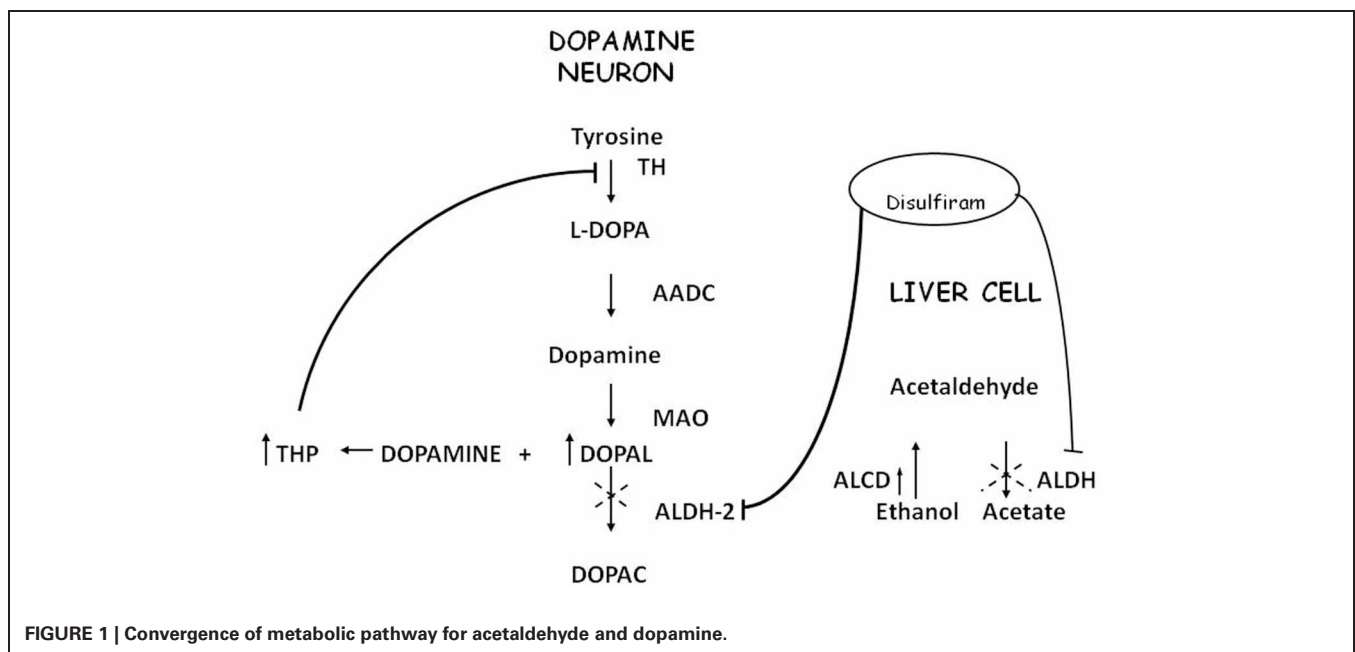 DOPAMINE
NEURON
Tyrosine
TH
L-DOPA
AADC
Dopamine
MAO
THP
DOPAMINE +
DOPAL
ALDH-2
DOPAC
Disulfiram
LIVER CELL
Acetaldehyde
ALCD
ALDH
Ethanol
Acetate
FIGURE 1 | Convergence of metabolic pathway for acetaldehyde and dopamine.